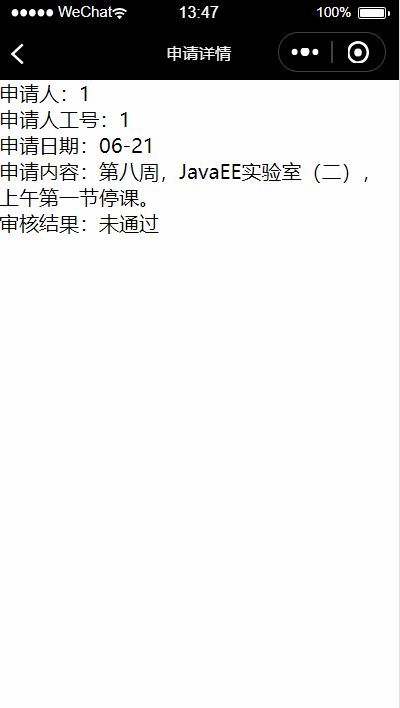 ●●●●● WeChat 13:47 100%
申请详情
申请人：1
申请人工号：1
申请日期：06-21
申请内容：第八周，JavaEE实验室（二），
上午第一节停课。
审核结果：未通过